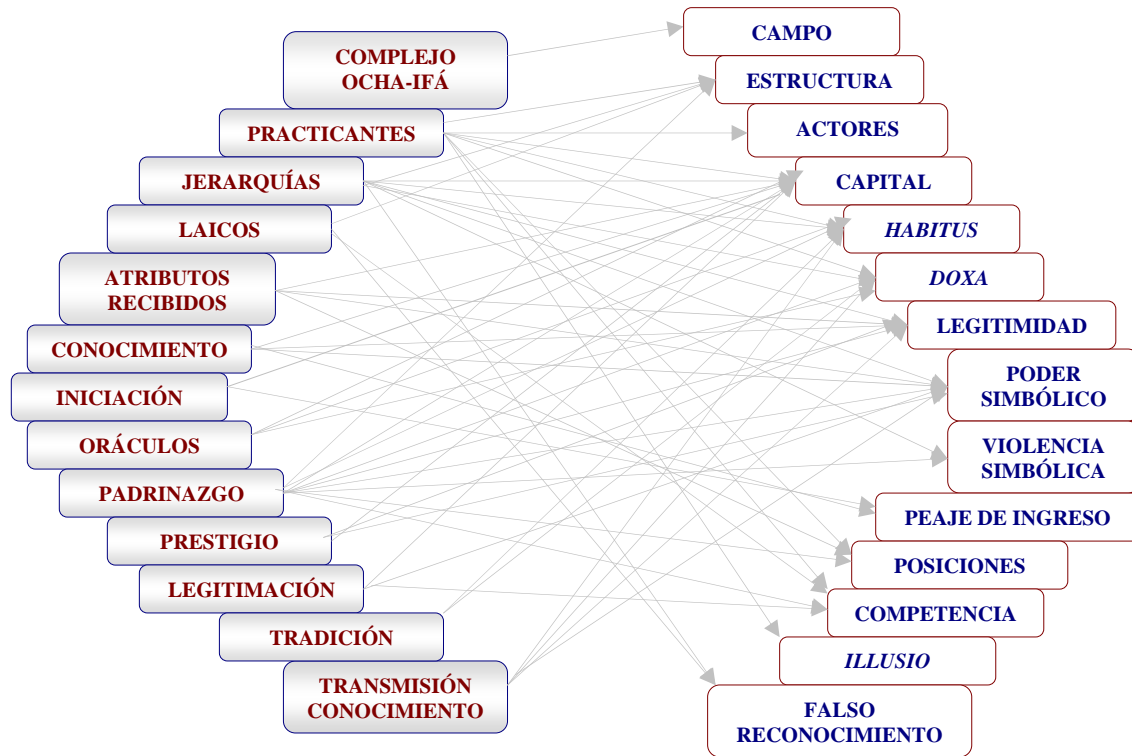 COMPLEJO
OCHA-IFÁ
PRACTICANTES
JERARQUÍAS
LAICOS
ATRIBUTOS
RECIBIDOS
CONOCIMIENTO
INICIACIÓN
ORÁCULOS
PADRINAZGO
PRESTIGIO
LEGITIMACIÓN
TRADICIÓN
TRANSMISIÓN
CONOCIMIENTO
CAMPO
ESTRUCTURA
ACTORES
CAPITAL
HABITUS
DOXA
LEGITIMIDAD
PODER
SIMBÓLICO
VIOLENCIA
SIMBÓLICA
PEAJE DE INGRESO
POSICIONES
COMPETENCIA
ILLUSIO
FALSO
RECONOCIMIENTO